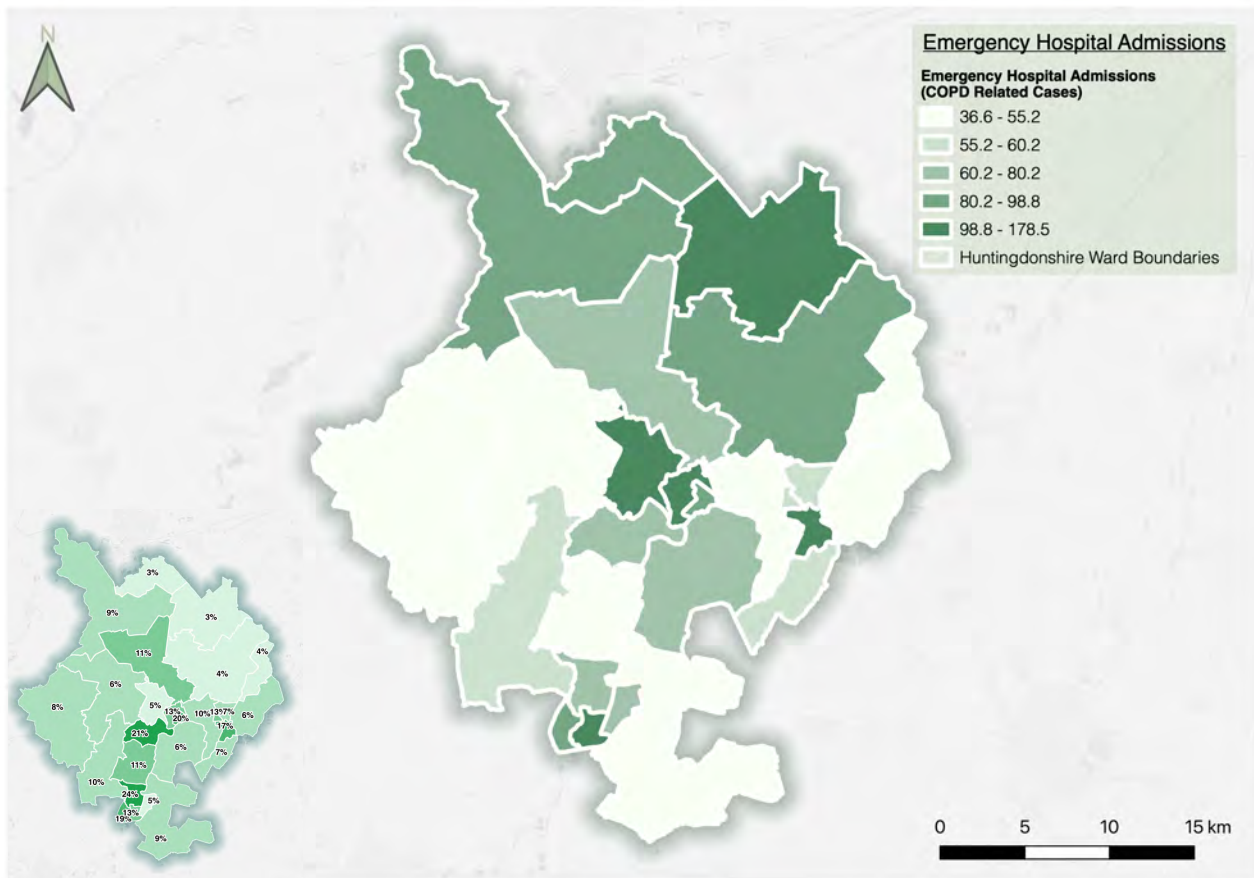 N
Emergency Hospital Admissions
Emergency Hospital Admissions
(COPD Related Cases)
36.6 - 55.2
55.2 - 60.2
60.2 - 80.2
80.2 - 98.8
98.8 - 178.5
Huntingdonshire Ward Boundaries
3%
9%
3%
11%
4%
4%
6%
8%
5%
13%
20%
10%
13%
7%
6%
17%
21%
6%
7%
11%
10%
24%
5%
13%
19%
9%
0 5 10 15 km